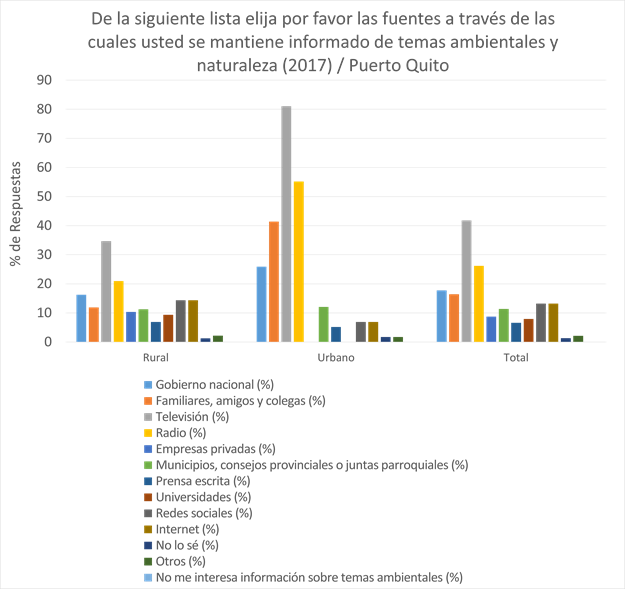 De la siguiente lista elija por favor las fuentes a través de las
cuales usted se mantiene informado de temas ambientales y
naturaleza (2017) / Puerto Quito
% de Respuestas
90
80
70
60
50
40
30
20
10
0
Rural
Urbano
Total
Gobierno nacional (%)
Familiares, amigos y colegas (%)
Televisión (%)
Radio (%)
Empresas privadas (%)
Municipios, consejos provinciales o juntas parroquiales (%)
Prensa escrita (%)
Universidades (%)
Redes sociales (%)
Internet (%)
No lo sé (%)
Otros (%)
No me interesa información sobre temas ambientales (%)